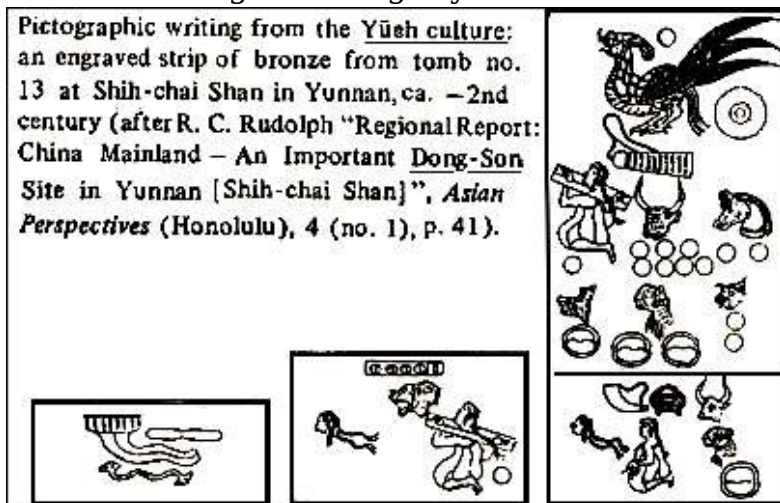 Pictographic writing from the Yüeh culture:
an engraved strip of bronze from tomb no.
13 at Shih-chai Shan in Yunnan, ca. – 2nd
century (after R. C. Rudolph "Regional Report:
China Mainland – An Important Dong-Son
Site in Yunnan [Shih-chai Shan]", Asian
Perspectives (Honolulu), 4 (no. 1), p. 41).